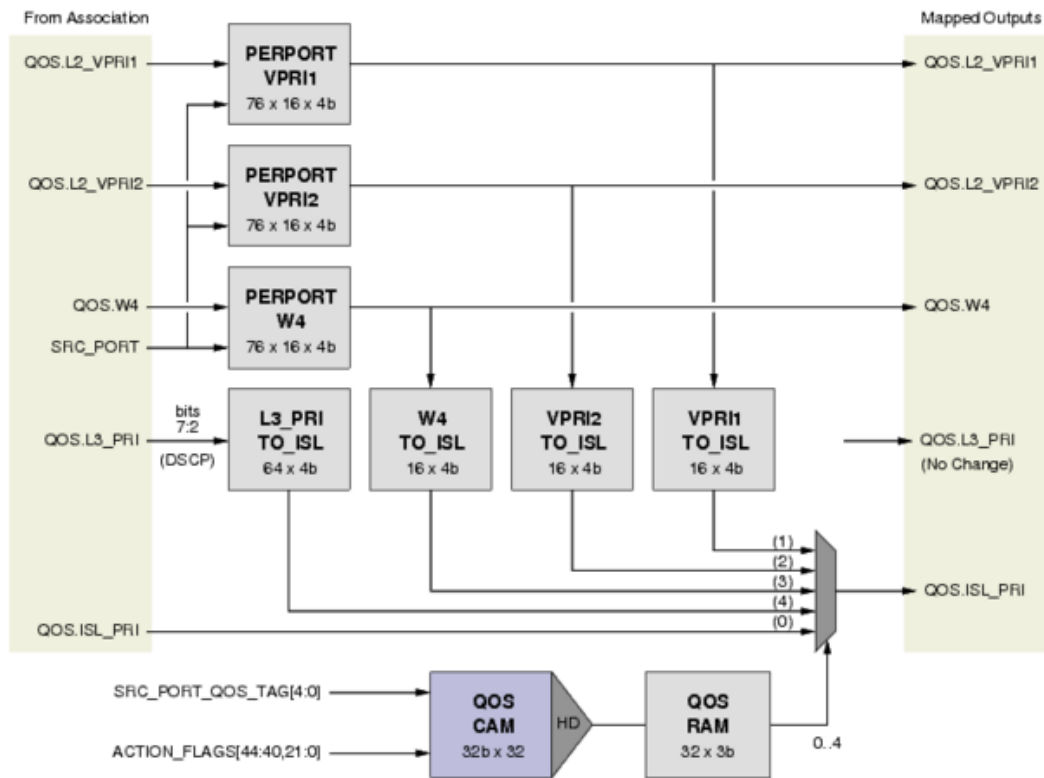 From Association
Mapped Outputs
QOS.L2_VPRI1
PERPORT
VPRI1
76 x 16 x 4b
QOS.L2_VPRI1
QOS.L2_VPRI2
PERPORT
VPRI2
76 x 16 x 4b
QOS.L2_VPRI2
QOS.W4
PERPORT
W4
76 x 16 x 4b
QOS.W4
SRC_PORT
QOS.L3_PRI
bits
7:2
(DSCP)
L3_PRI
TO_ISL
64 x 4b
W4
TO_ISL
16 x 4b
VPRI2
TO_ISL
16 x 4b
VPRI1
TO_ISL
16 x 4b
QOS.L3_PRI
(No Change)
(1)
(2)
(3)
(4)
(0)
QOS.ISL_PRI
QOS.ISL_PRI
SRC_PORT_QOS_TAG[4:0]
ACTION_FLAGS[44:40,21:0]
QOS
CAM
32b x 32
HD
QOS
RAM
32 x 3b
0..4